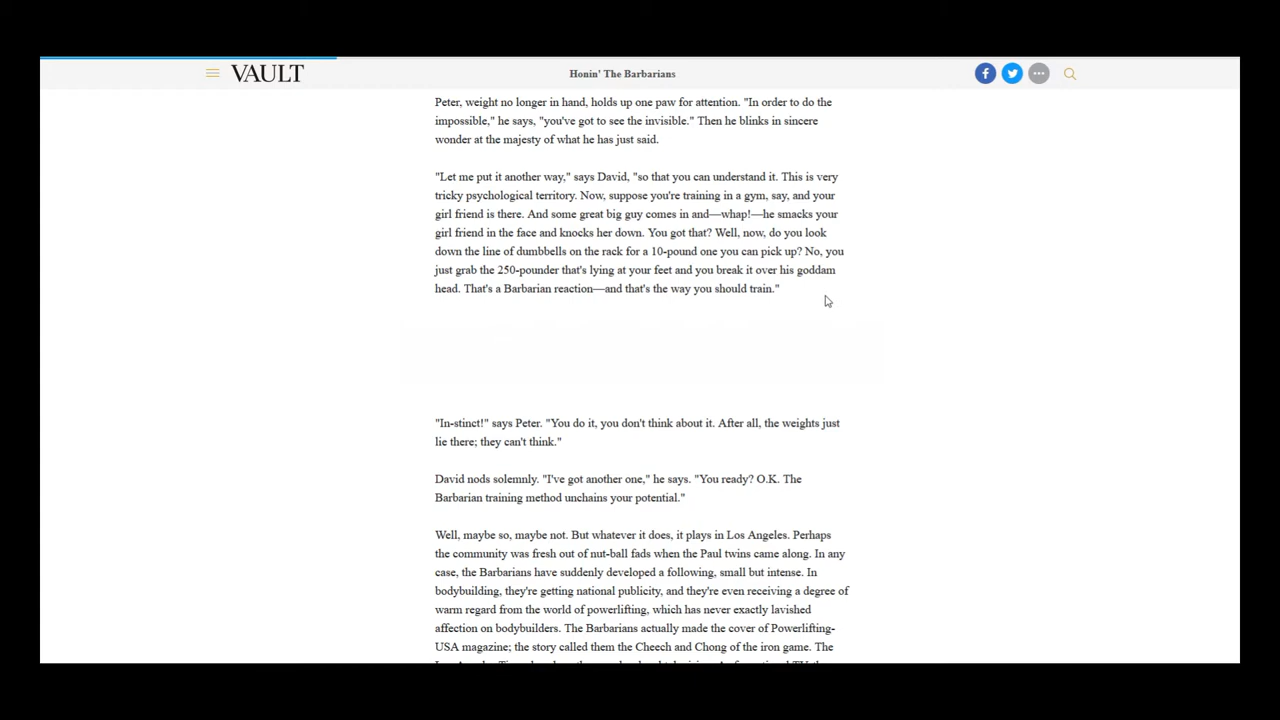 VAULT
Honin' The Barbarians
Peter, weight no longer in hand, holds up one paw for attention. "In order to do the
impossible," he says, "you've got to see the invisible." Then he blinks in sincere
wonder at the majesty of what he has just said.
"Let me put it another way," says David, "so that you can understand it. This is very
tricky psychological territory. Now, suppose you're training in a gym, say, and your
girl friend is there. And some great big guy comes in and—whap!—he smacks your
girl friend in the face and knocks her down. You got that? Well, now, do you look
down the line of dumbbells on the rack for a 10-pound one you can pick up? No, you
just grab the 250-pounder that's lying at your feet and you break it over his goddam
head. That's a Barbarian reaction—and that's the way you should train."
"In-stinct!" says Peter. "You do it, you don't think about it. After all, the weights just
lie there; they can't think."
David nods solemnly. "I've got another one," he says. "You ready? O.K. The
Barbarian training method unchains your potential."
Well, maybe so, maybe not. But whatever it does, it plays in Los Angeles. Perhaps
the community was fresh out of nut-ball fads when the Paul twins came along. In any
case, the Barbarians have suddenly developed a following, small but intense. In
bodybuilding, they're getting national publicity, and they're even receiving a degree of
warm regard from the world of powerlifting, which has never exactly lavished
affection on bodybuilders. The Barbarians actually made the cover of Powerlifting-
USA magazine; the story called them the Cheech and Chong of the iron game. The